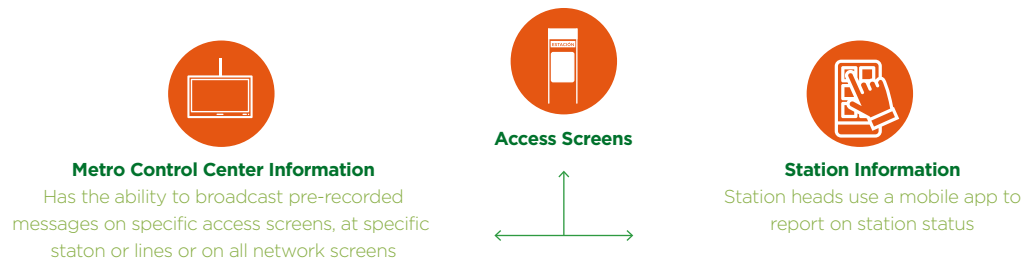 Metro Control Center Information
Has the ability to broadcast pre-recorded
messages on specific access screens, at specific
staton or lines or on all network screens
ESTACIÓN
Access Screens
Station Information
Station heads use a mobile app to
report on station status